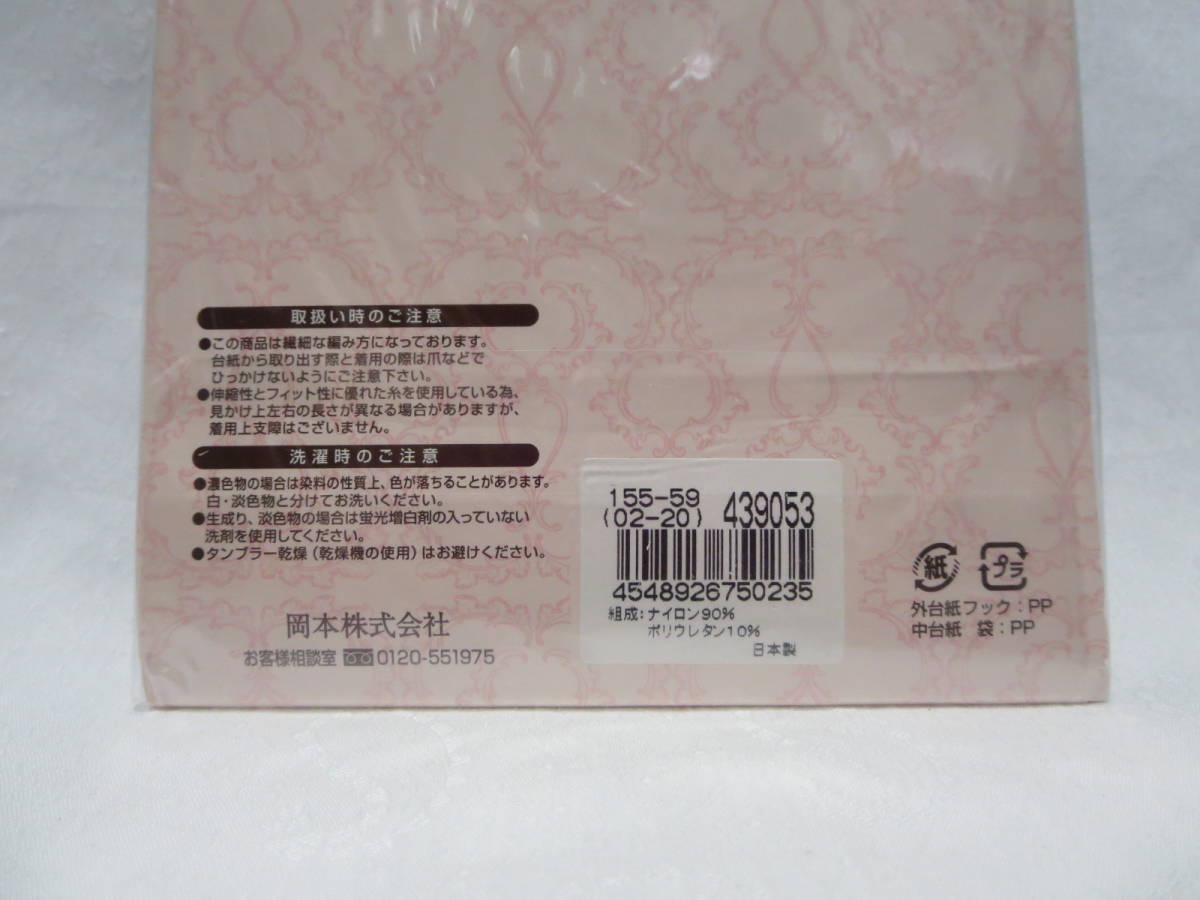 取扱い時のご注意
●この商品は繊細な編み方になっております。
台紙から取り出す際と着用の際は爪などで
ひっかけないようにご注意下さい。
●伸縮性とフィット性に優れた糸を使用している為、
見かけ上左右の長さが異なる場合がありますが、
着用上支障はございません。
洗濯時のご注意
●濃色物の場合は染料の性質上、色が落ちることがあります。
白・淡色物と分けてお洗いください。
●生成り、淡色物の場合は蛍光増白剤の入っていない
洗剤を使用してください。
●タンブラー乾燥（乾燥機の使用）はお避けください。
岡本株式会社
お客様相談室 0120-551975
155-59
(02-20) 439053
4548926750235
組成:ナイロン90%
ポリウレタン10%
日本製
紙 プラ
外台紙フック：PP
中台紙 袋：PP